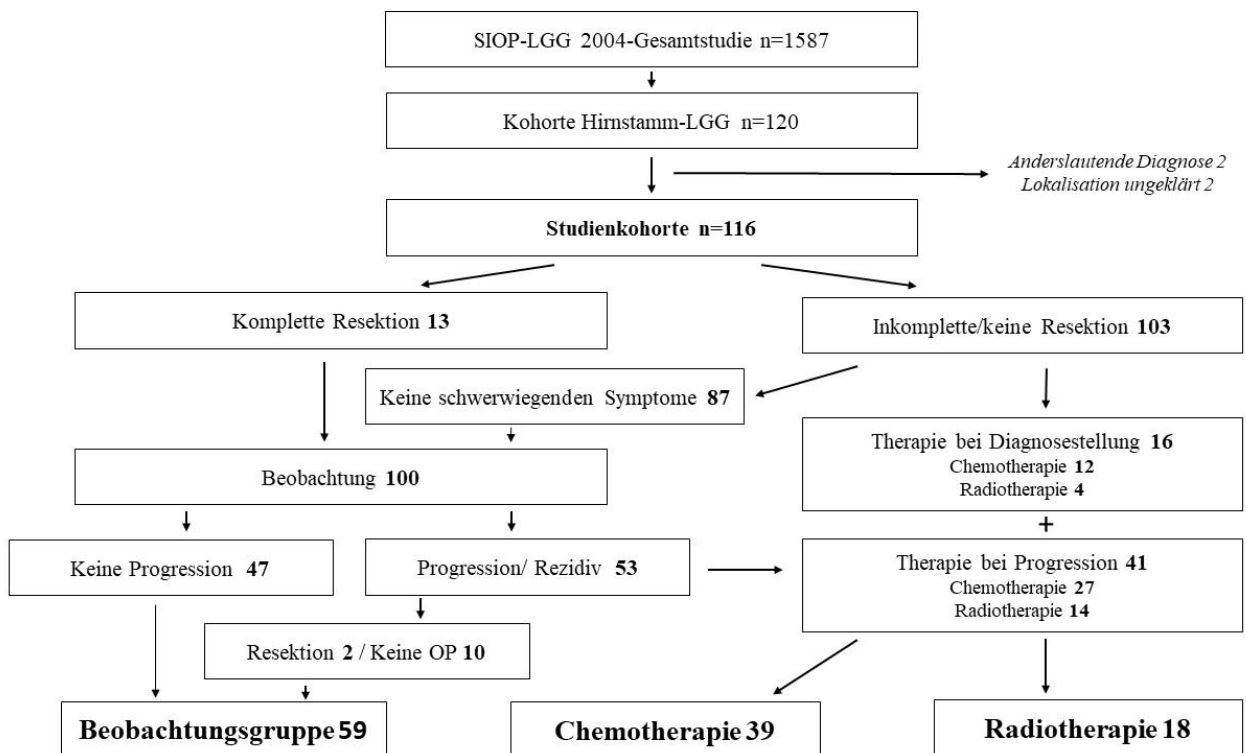 SIOP-LGG 2004-Gesamtstudie n=1587
Kohorte Hirnstamm-LGG n=120
Anderslautende Diagnose 2
Lokalisation ungeklärt 2
Studienkohorte n=116
Komplette Resektion 13
Inkomplette/keine Resektion 103
Keine schwerwiegenden Symptome 87
Therapie bei Diagnosestellung 16
Chemotherapie 12
Radiotherapie 4
Beobachtung 100
+
Keine Progression 47
Progression/ Rezidiv 53
Therapie bei Progression 41
Chemotherapie 27
Radiotherapie 14
Resektion 2 / Keine OP 10
Beobachtungsgruppe 59
Chemotherapie 39
Radiotherapie 18